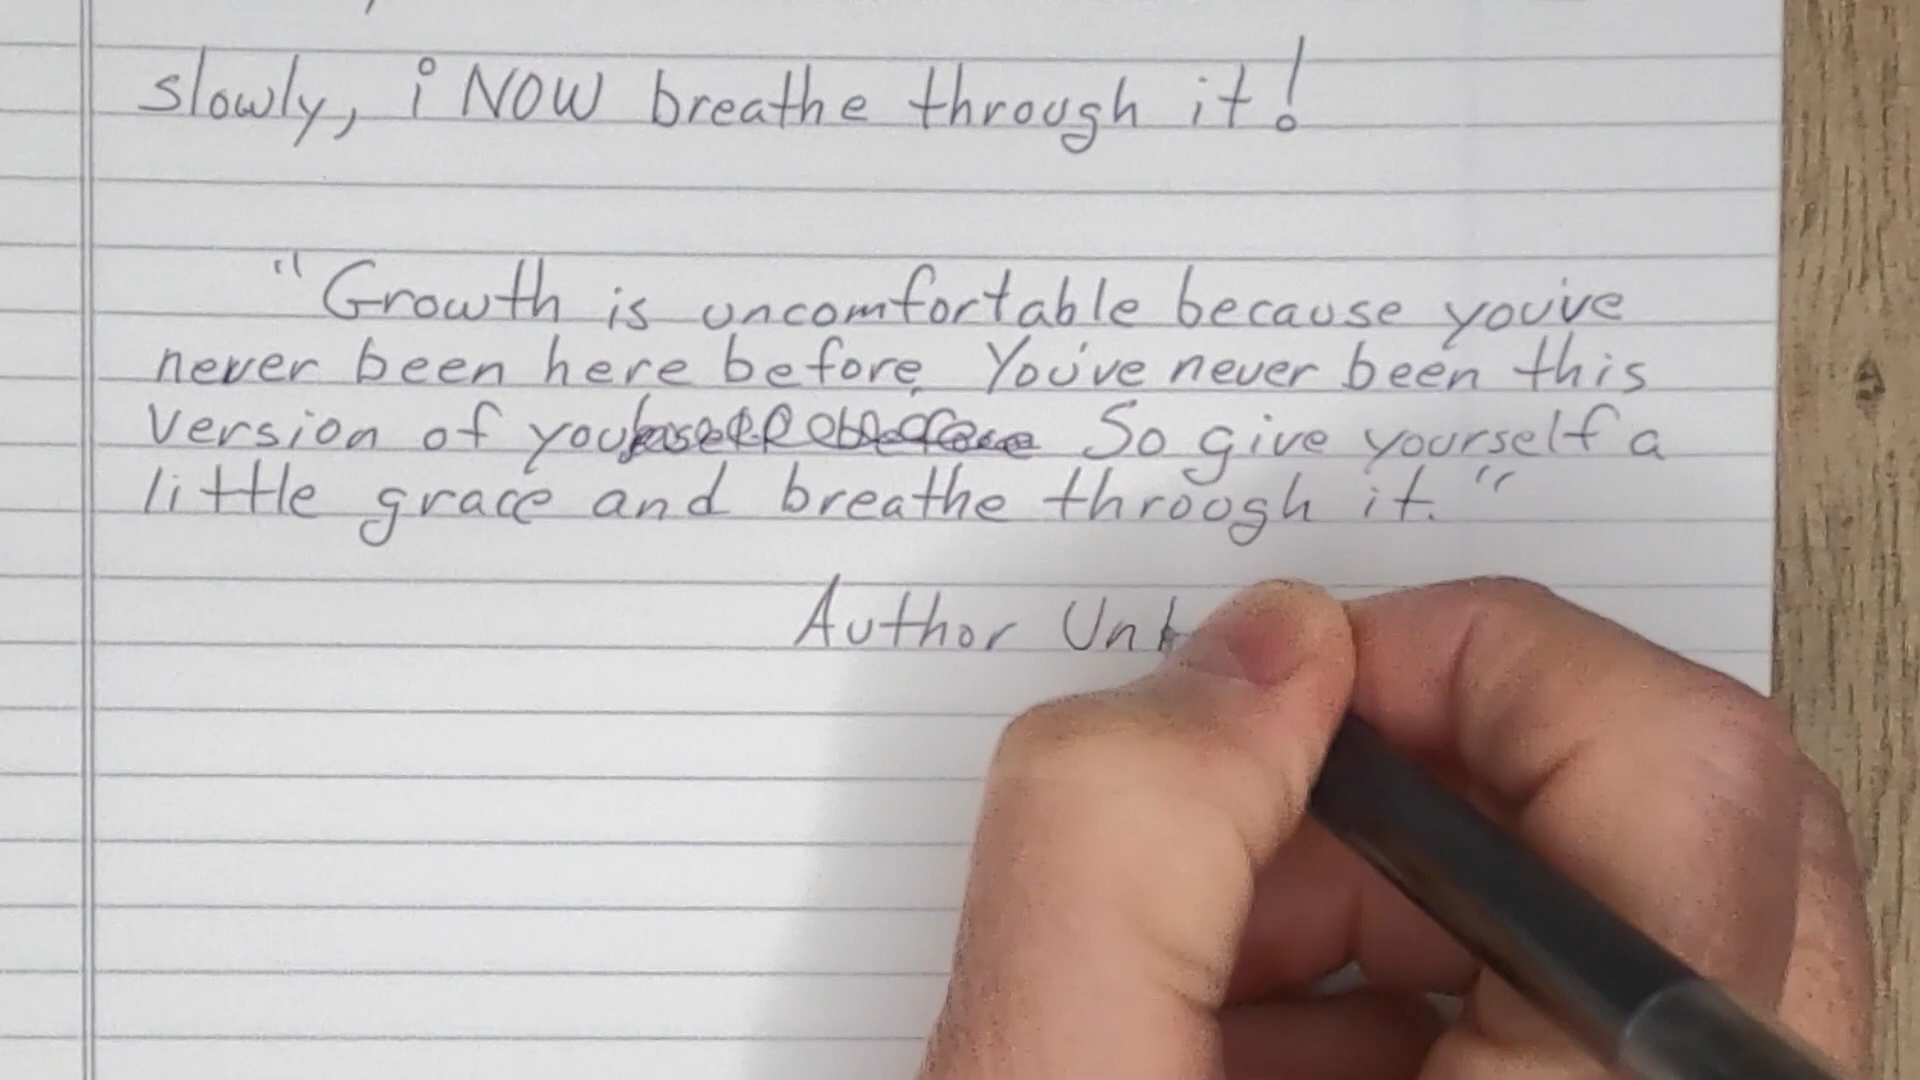 slowly, i NOW breathe through it!
"Growth is uncomfortable because you've
never been here before. You've never been this
version of you So give yourself a
little grace and breathe through it."
Author Unk